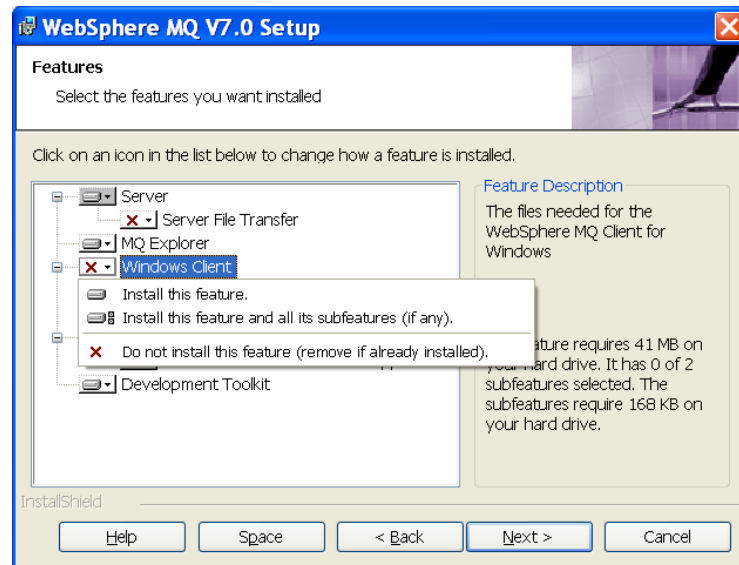 WebSphere MQ V7.0 Setup
Features
Select the features you want installed
Click on an icon in the list below to change how a feature is installed.
Server
Server File Transfer
MQ Explorer
Windows Client
Install this feature.
Install this feature and all its subfeatures (if any).
Do not install this feature (remove if already installed).
Development Toolkit
Feature Description
The files needed for the
WebSphere MQ Client for
Windows
requires 41 MB on
hard drive. It has 0 of 2
subfeatures selected. The
subfeatures require 168 KB on
your hard drive.
InstallShield
Help
Space
< Back
Next >
Cancel